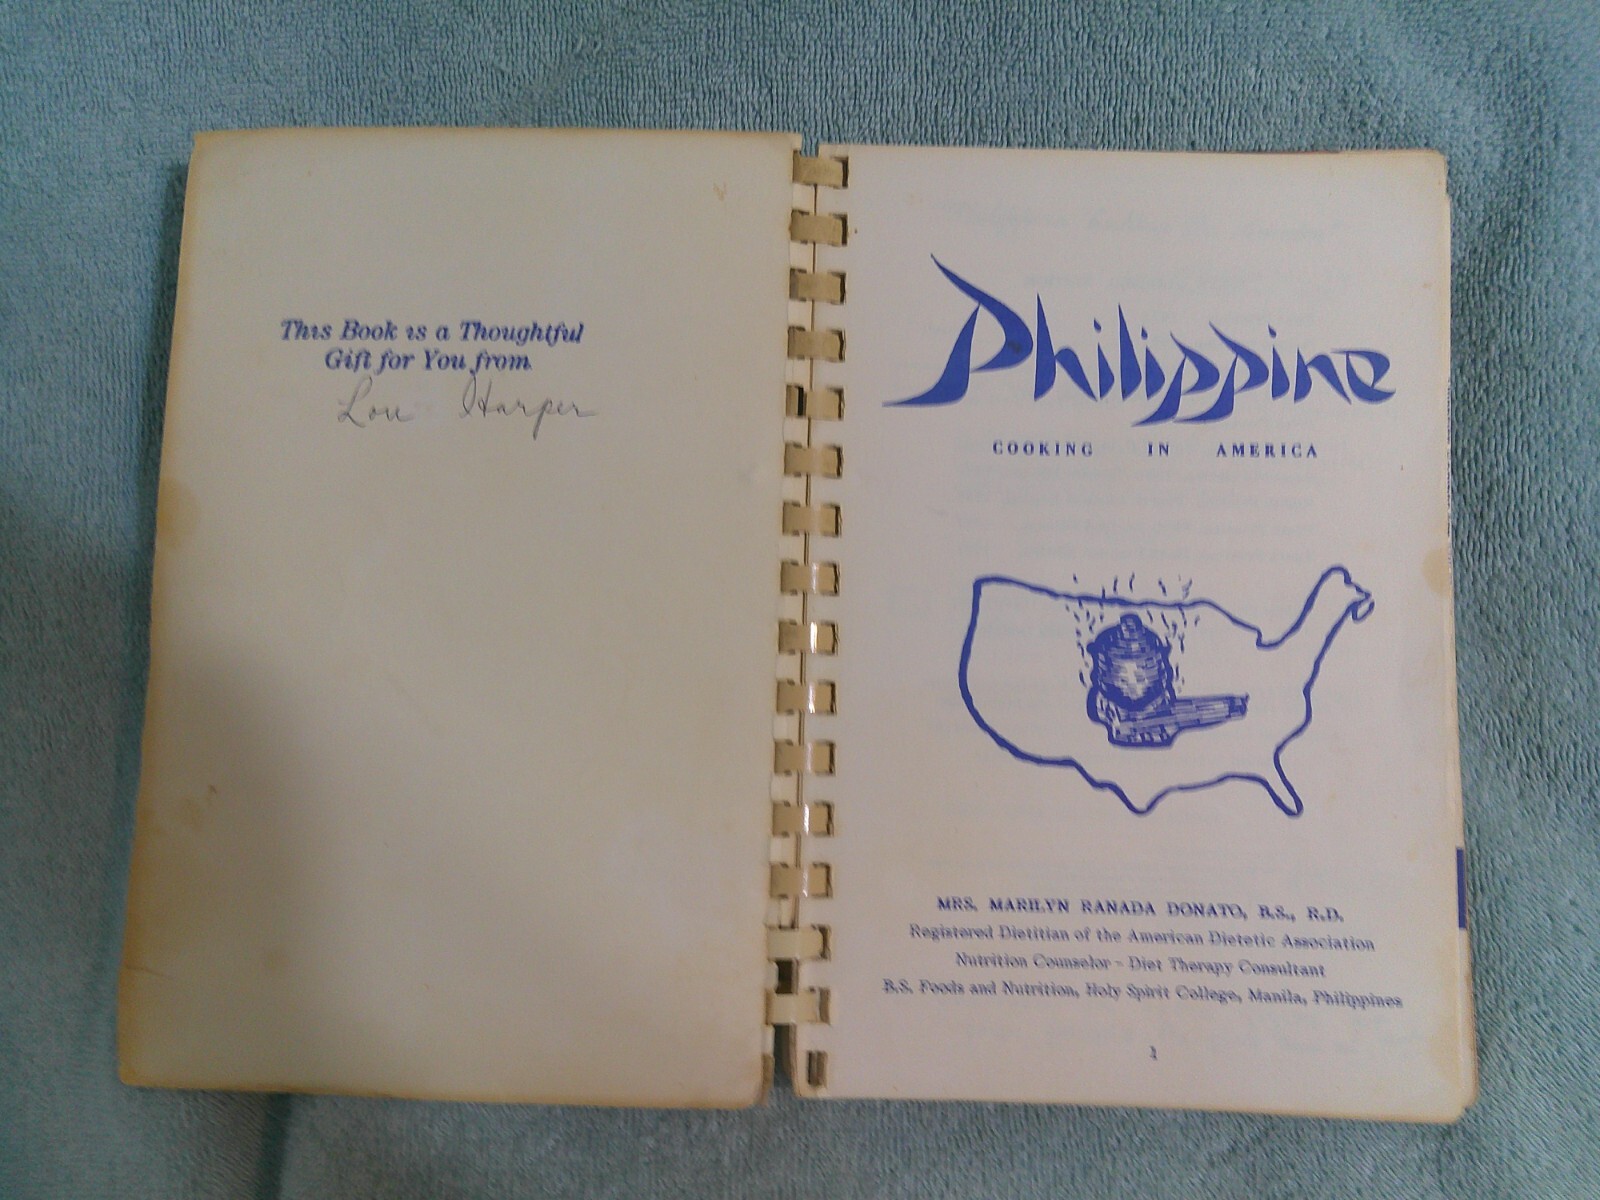 This Book is a Thoughtful
Gift for You from
Lou Harper
Philippine
COOKING IN AMERICA
MRS. MARILYN RANADA DONATO, B.S., R.D.
Registered Dietitian of the American Dietetic Association
Nutrition Counselor - Diet Therapy Consultant
B.S. Foods and Nutrition, Holy Spirit College, Manila, Philippines
1